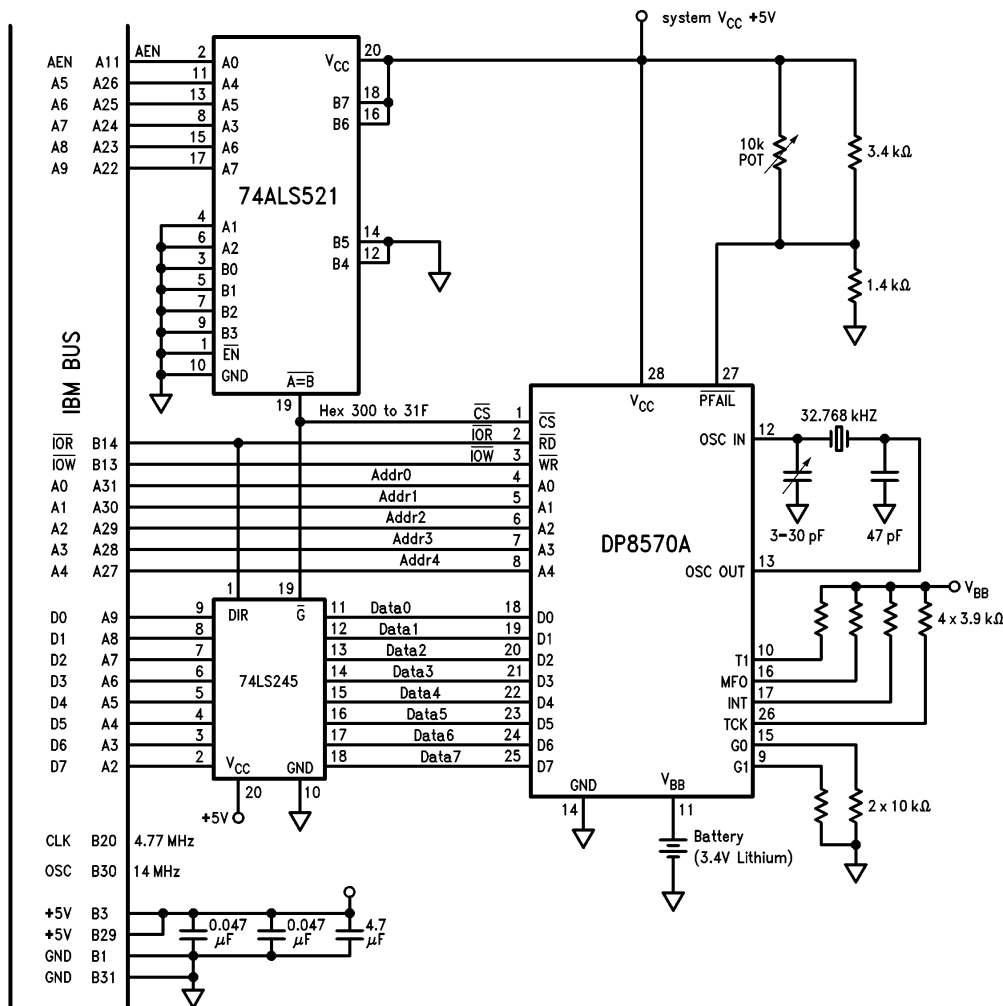 system VCC +5V
AEN A11 AEN 2 A0 VCC 20
A5 A26 11 A4
A6 A25 13 A5 B7 18
A7 A24 8 A3 B6 16
A8 A23 15 A6
A9 A22 17 A7
10k POT
3.4 kΩ
74ALS521
4 A1
6 A2 B5 14
3 B0 B4 12
5 B1
7 B2
9 B3
1 E̅N̅
10 GND
1.4 kΩ
IBM BUS
A̅=̅B̅
19
28 27
VCC P̅F̅A̅I̅L̅
Hex 300 to 31F C̅S̅ 1 C̅S̅
I̅O̅R̅ B14 I̅O̅R̅ 2 R̅D̅
I̅O̅W̅ B13 I̅O̅W̅ 3 W̅R̅
A0 A31 Addr0 4 A0
A1 A30 Addr1 5 A1
A2 A29 Addr2 6 A2
A3 A28 Addr3 7 A3
A4 A27 Addr4 8 A4
DP8570A
32.768 kHZ
OSC IN 12
3-30 pF 47 pF
OSC OUT 13
1 19
DIR G̅
D0 A9 9 11 Data0 18 D0
D1 A8 8 12 Data1 19 D1
D2 A7 7 13 Data2 20 D2
D3 A6 6 14 Data3 21 D3
D4 A5 5 15 Data4 22 D4
D5 A4 4 16 Data5 23 D5
D6 A3 3 17 Data6 24 D6
D7 A2 2 18 Data7 25 D7
74LS245
VCC GND
20 10
+5V
VBB
4 x 3.9 kΩ
T1 10
MFO 16
INT 17
TCK 26
G0 15
G1 9
2 x 10 kΩ
GND VBB
14 11
Battery
(3.4V Lithium)
CLK B20 4.77 MHz
OSC B30 14 MHz
+5V B3
+5V B29
GND B1
GND B31
0.047 μF
0.047 μF
4.7 μF